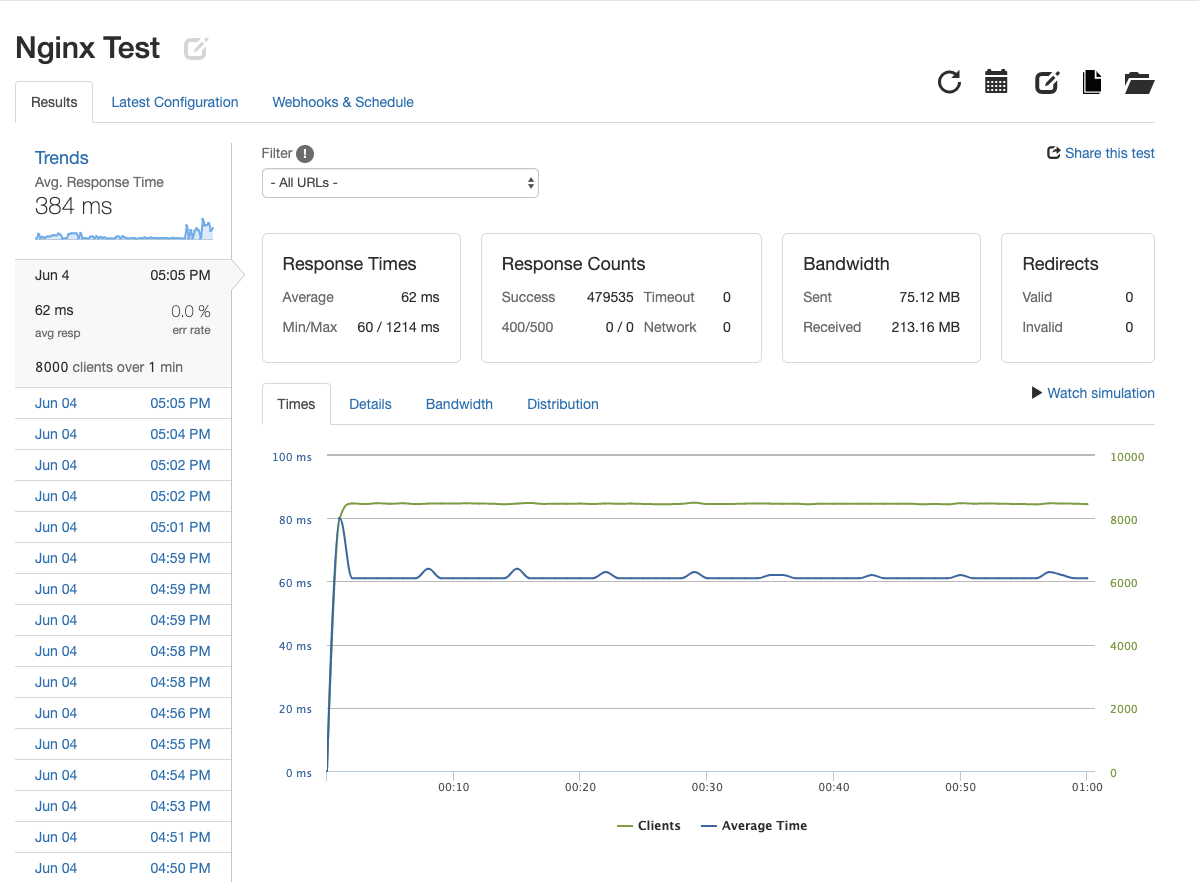 Nginx Test
Results
Latest Configuration
Webhooks & Schedule
Trends
Avg. Response Time
384 ms
Jun 4 05:05 PM
62 ms 0.0 %
avg resp err rate
8000 clients over 1 min
Jun 04 05:05 PM
Jun 04 05:04 PM
Jun 04 05:02 PM
Jun 04 05:02 PM
Jun 04 05:01 PM
Jun 04 04:59 PM
Jun 04 04:59 PM
Jun 04 04:59 PM
Jun 04 04:58 PM
Jun 04 04:58 PM
Jun 04 04:56 PM
Jun 04 04:55 PM
Jun 04 04:54 PM
Jun 04 04:53 PM
Jun 04 04:51 PM
Jun 04 04:50 PM
Filter !
Share this test
- All URLs -
Response Times
Average 62 ms
Min/Max 60 / 1214 ms
Response Counts
Success 479535 Timeout 0
400/500 0 / 0 Network 0
Bandwidth
Sent 75.12 MB
Received 213.16 MB
Redirects
Valid 0
Invalid 0
Times
Details
Bandwidth
Distribution
Watch simulation
100 ms 10000
80 ms 8000
60 ms 6000
40 ms 4000
20 ms 2000
0 ms 0
00:10 00:20 00:30 00:40 00:50 01:00
Clients Average Time